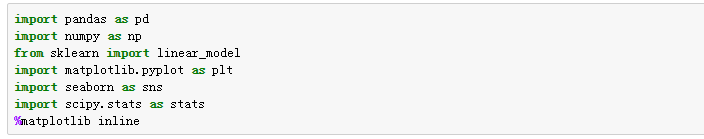 import pandas as pd
import numpy as np
from sklearn import linear_model
import matplotlib.pyplot as plt
import seaborn as sns
import scipy.stats as stats
%matplotlib inline